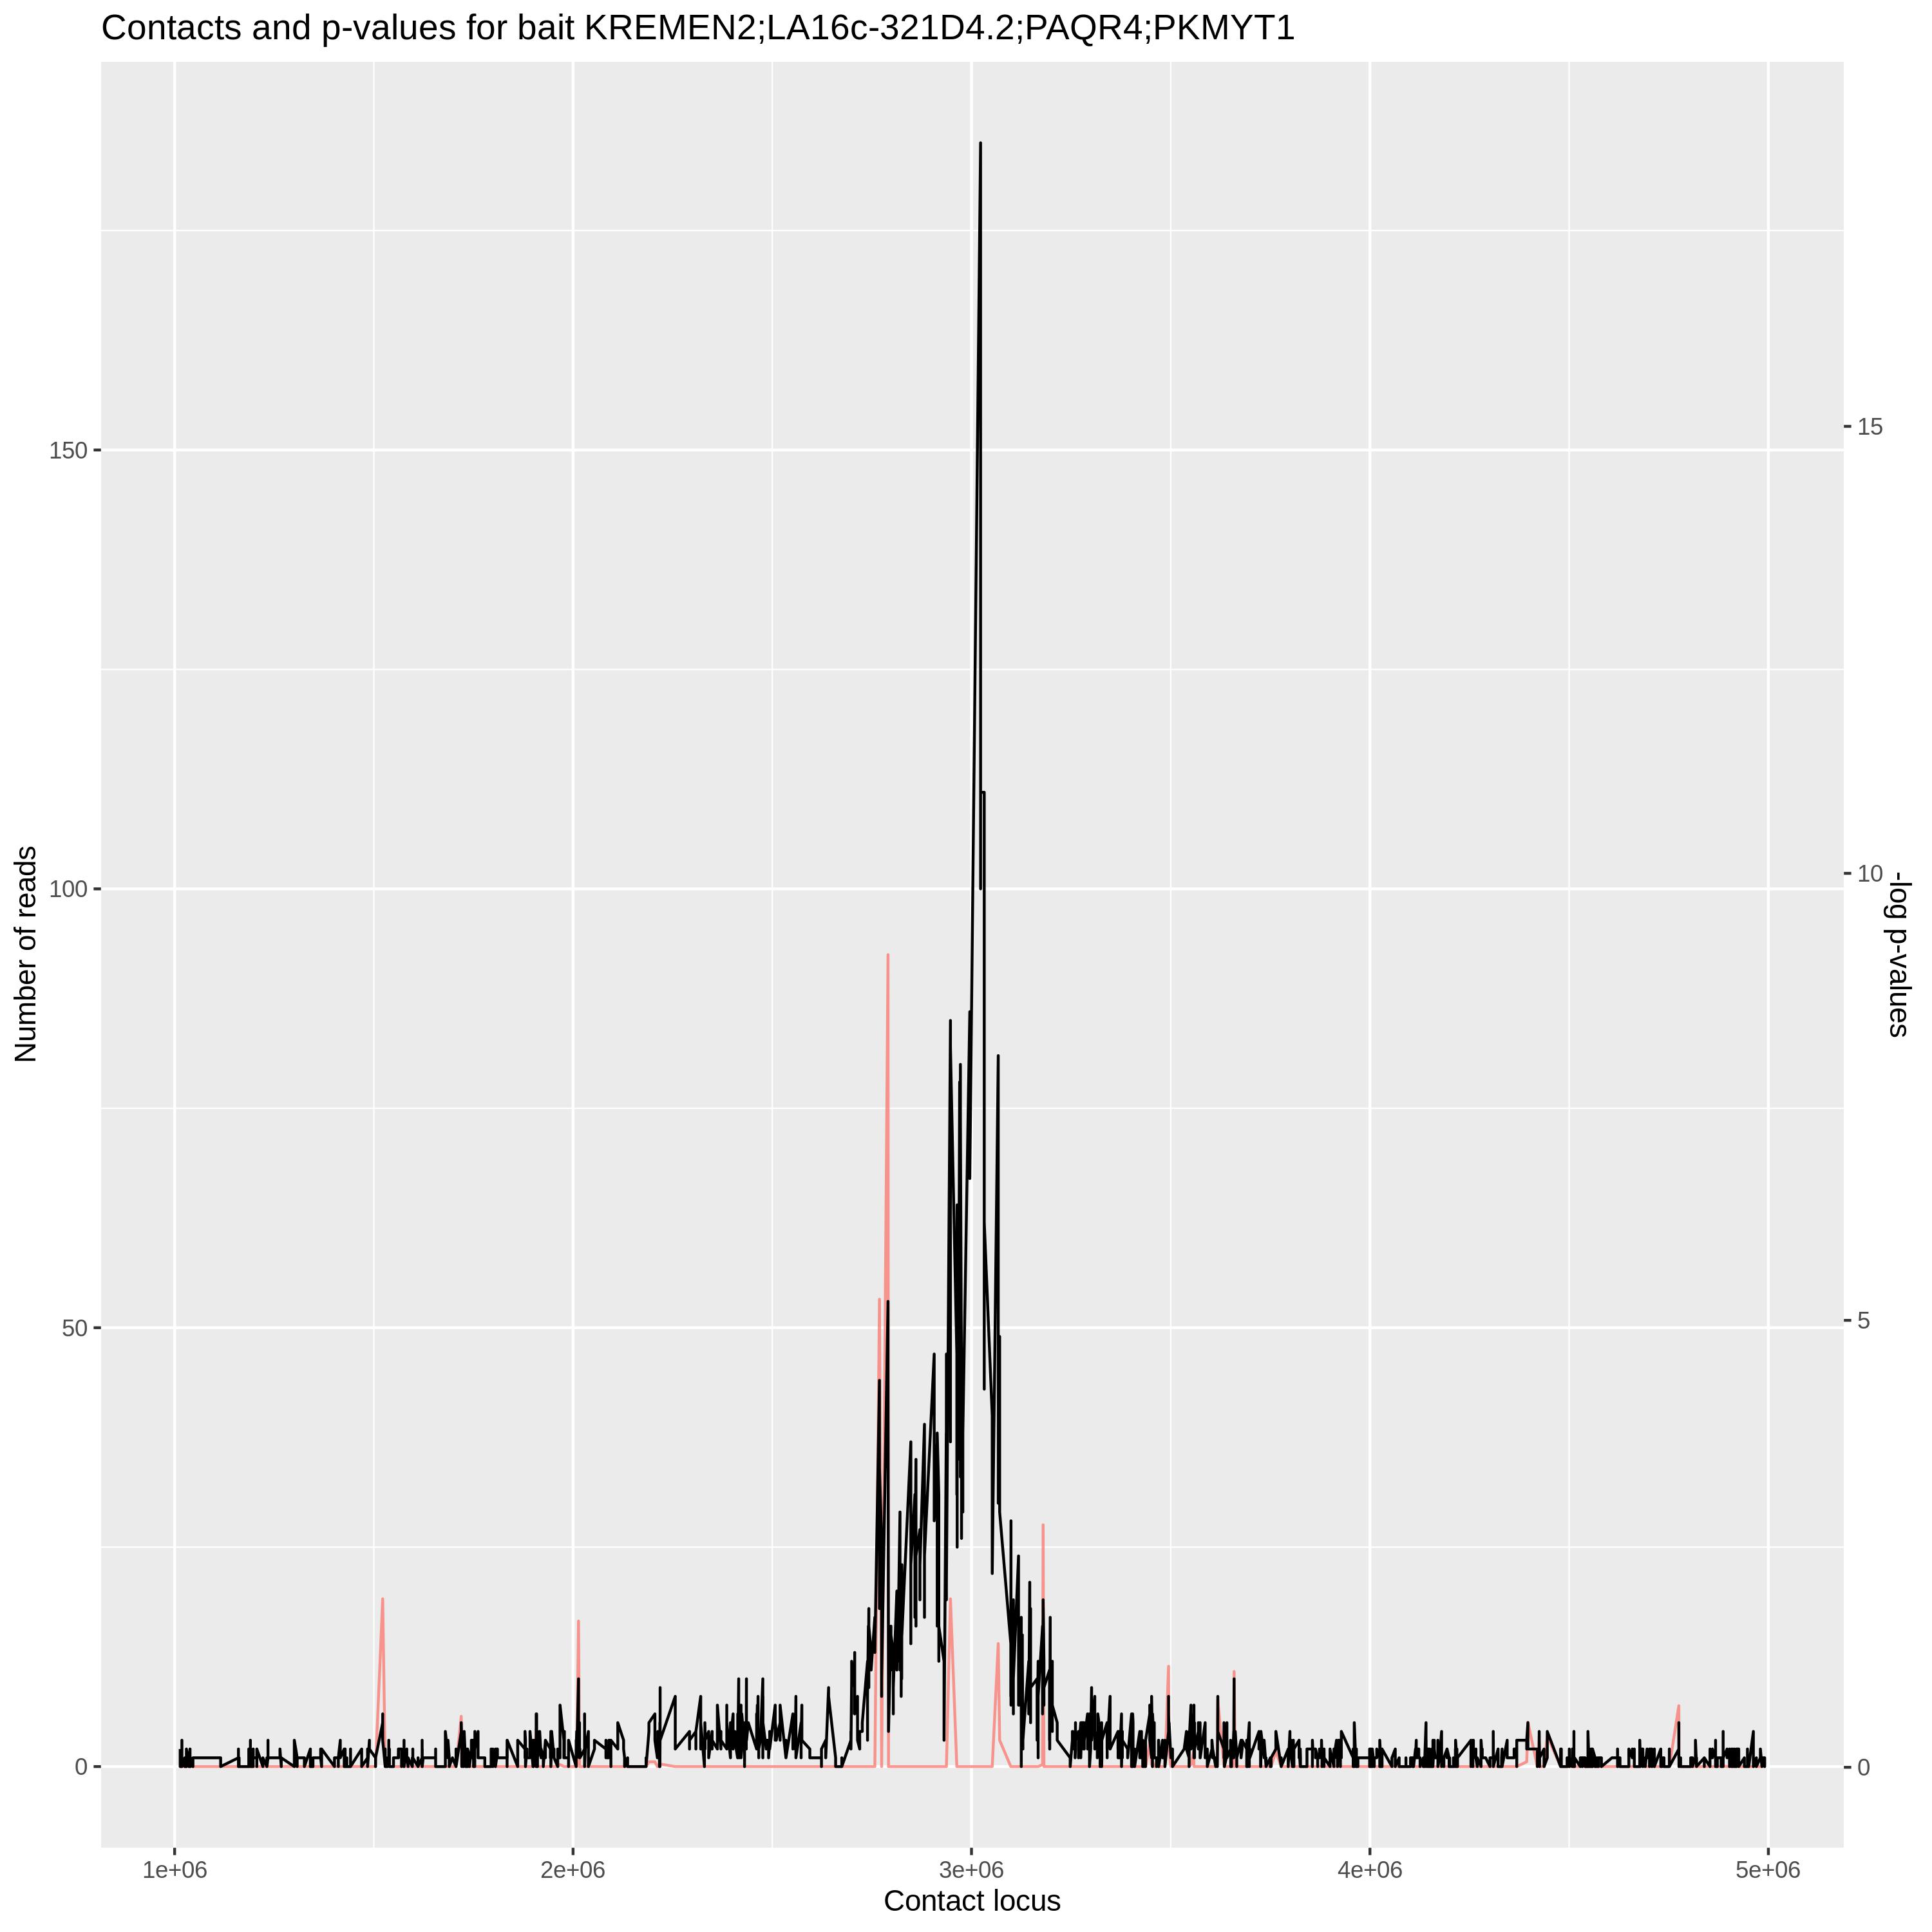 Contacts and p-values for bait KREMEN2;LA16c-321D4.2;PAQR4;PKMYT1
150
100
50
0
Number of reads
15
10
5
0
-log p-values
1e+06
2e+06
3e+06
4e+06
5e+06
Contact locus